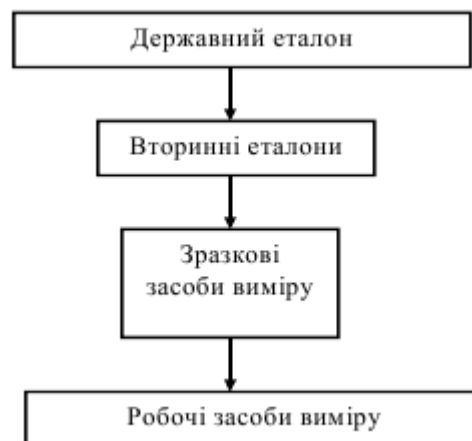 Державний еталон
Вторинні еталони
Зразкові
засоби виміру
Робочі засоби виміру